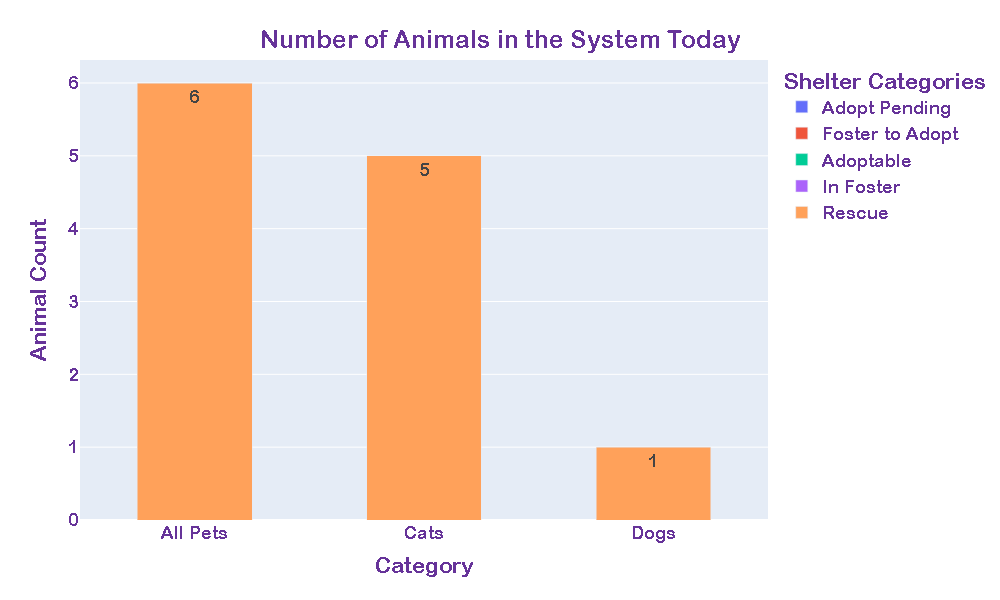 Number of Animals in the System Today
Shelter Categories
Adopt Pending
Foster to Adopt
Adoptable
In Foster
Rescue
Animal Count
6
5
4
3
2
1
0
6
5
1
All Pets
Cats
Dogs
Category